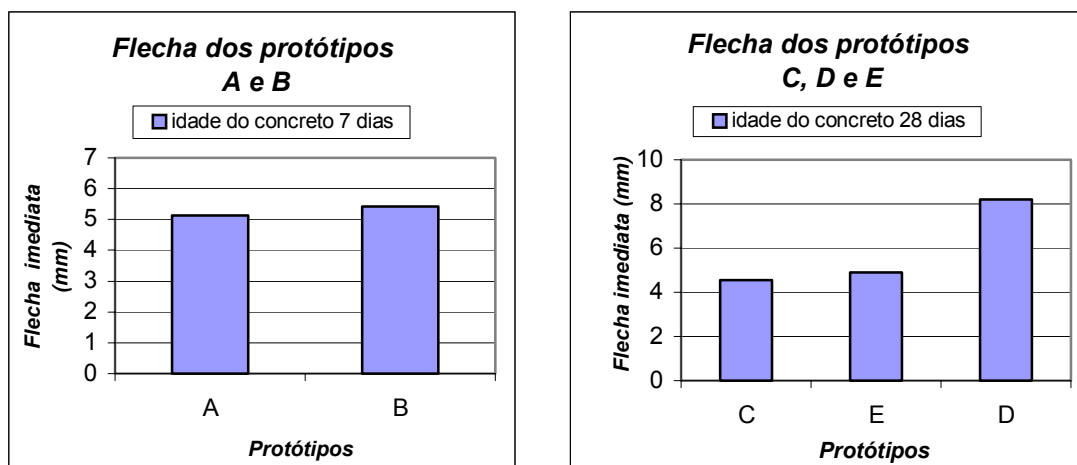 Flecha dos protótipos
A e B
idade do concreto 7 dias
7
6
5
4
3
2
1
0
Flecha imediata
(mm)
A B
Protótipos
Flecha dos protótipos
C, D e E
idade do concreto 28 dias
10
8
6
4
2
0
Flecha imediata (mm)
C E D
Protótipos